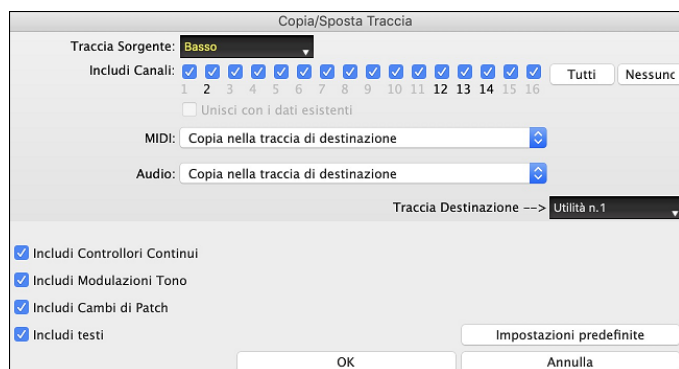 Copia/Sposta Traccia
Traccia Sorgente: Basso
Includi Canali: Tutti Nessunc
1 2 3 4 5 6 7 8 9 10 11 12 13 14 15 16
Unisci con i dati esistenti
MIDI: Copia nella traccia di destinazione
Audio: Copia nella traccia di destinazione
Traccia Destinazione --> Utilità n.1
Includi Controllori Continui
Includi Modulazioni Tono
Includi Cambi di Patch
Includi testi
Impostazioni predefinite
OK Annulla